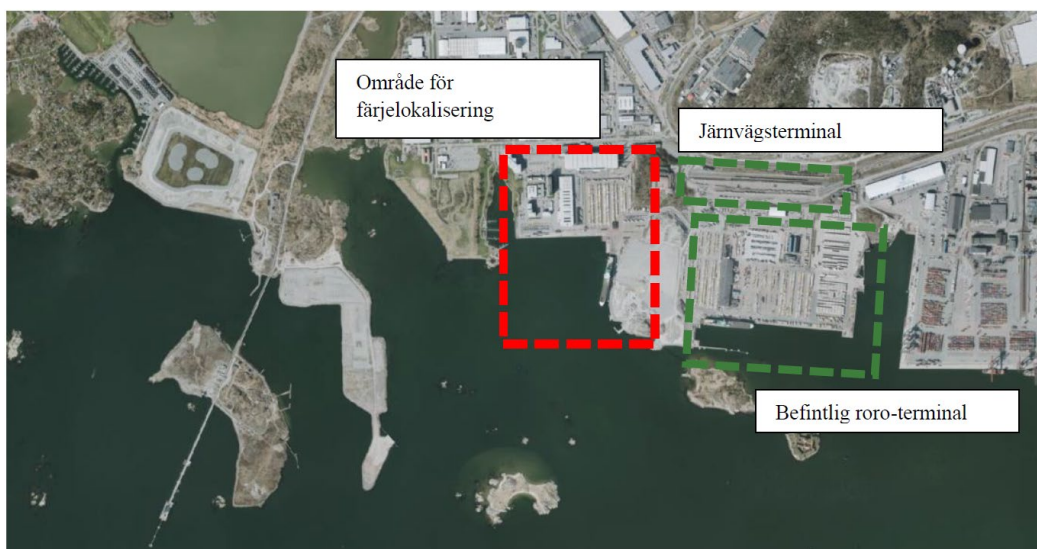 Område för
färjelokalisering
Järnvägsterminal
Befintlig roro-terminal